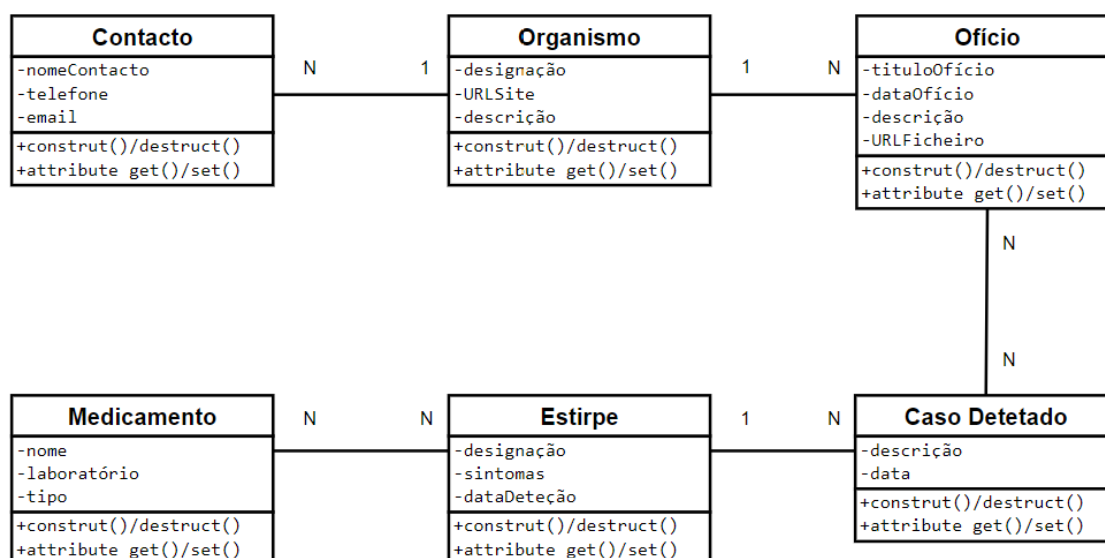 Contacto
-nomeContacto
-telefone
-email
+construt()/destruct()
+attribute get()/set()
N
1
Organismo
-designação
-URLSite
-descrição
+construt()/destruct()
+attribute get()/set()
1
N
Ofício
-tituloOfício
-dataOfício
-descrição
-URLFicheiro
+construt()/destruct()
+attribute get()/set()
N
N
Medicamento
-nome
-laboratório
-tipo
+construt()/destruct()
+attribute get()/set()
N
N
Estirpe
-designação
-sintomas
-dataDeteção
+construt()/destruct()
+attribute get()/set()
1
N
Caso Detetado
-descrição
-data
+construt()/destruct()
+attribute get()/set()